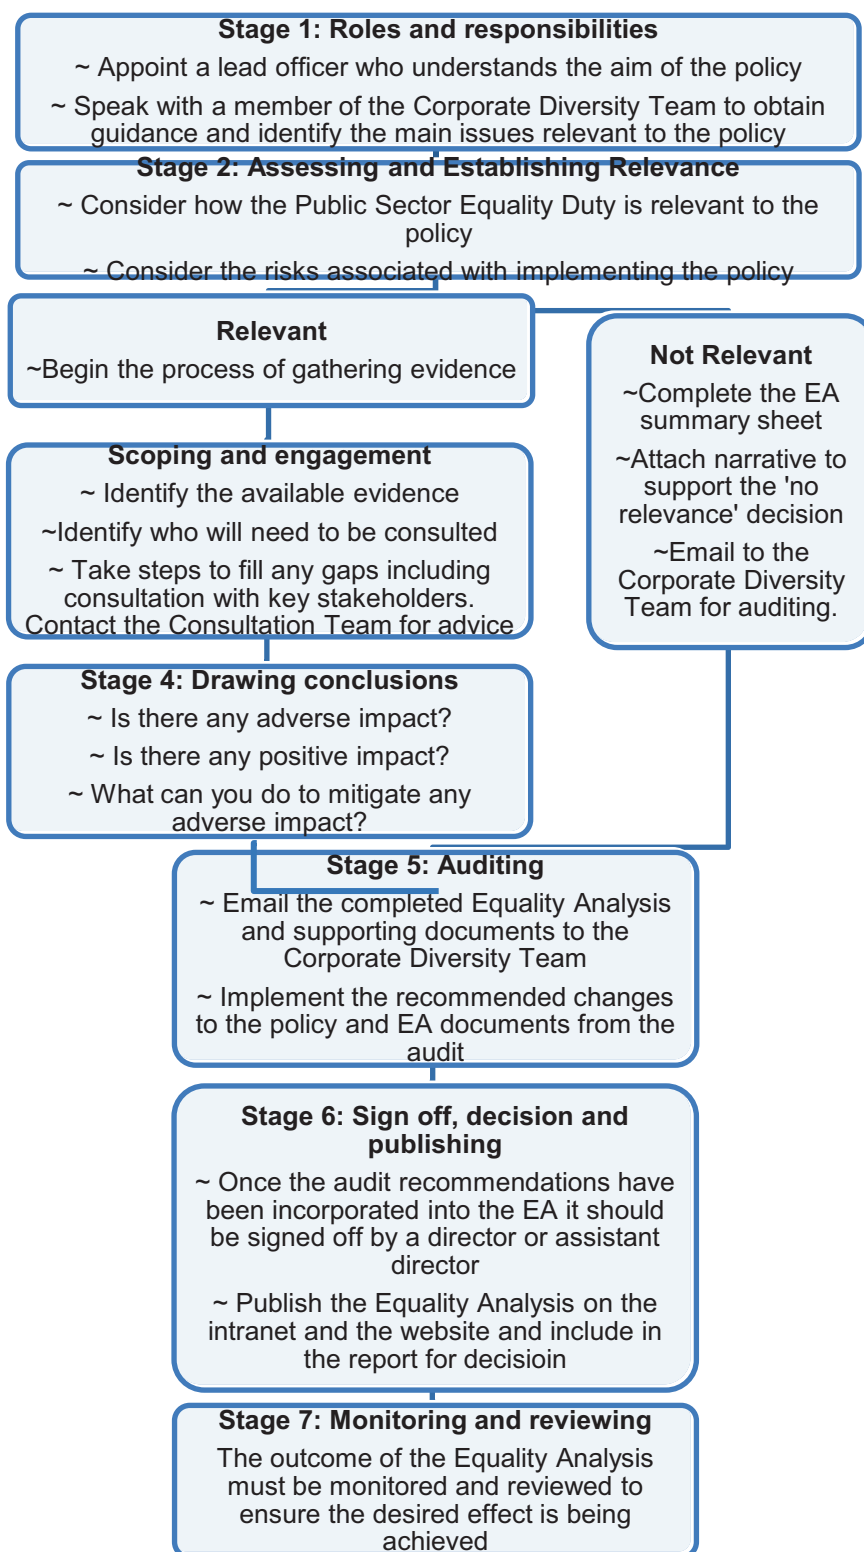 Stage 1: Roles and responsibilities
~ Appoint a lead officer who understands the aim of the policy
~ Speak with a member of the Corporate Diversity Team to obtain
guidance and identify the main issues relevant to the policy
Stage 2: Assessing and Establishing Relevance
~ Consider how the Public Sector Equality Duty is relevant to the
policy
~ Consider the risks associated with implementing the policy
Relevant
~Begin the process of gathering evidence
Not Relevant
~Complete the EA
summary sheet
~Attach narrative to
support the 'no
relevance' decision
~Email to the
Corporate Diversity
Team for auditing.
Scoping and engagement
~ Identify the available evidence
~Identify who will need to be consulted
~ Take steps to fill any gaps including
consultation with key stakeholders.
Contact the Consultation Team for advice
Stage 4: Drawing conclusions
~ Is there any adverse impact?
~ Is there any positive impact?
~ What can you do to mitigate any
adverse impact?
Stage 5: Auditing
~ Email the completed Equality Analysis
and supporting documents to the
Corporate Diversity Team
~ Implement the recommended changes
to the policy and EA documents from the
audit
Stage 6: Sign off, decision and
publishing
~ Once the audit recommendations have
been incorporated into the EA it should
be signed off by a director or assistant
director
~ Publish the Equality Analysis on the
intranet and the website and include in
the report for decisioin
Stage 7: Monitoring and reviewing
The outcome of the Equality Analysis
must be monitored and reviewed to
ensure the desired effect is being
achieved